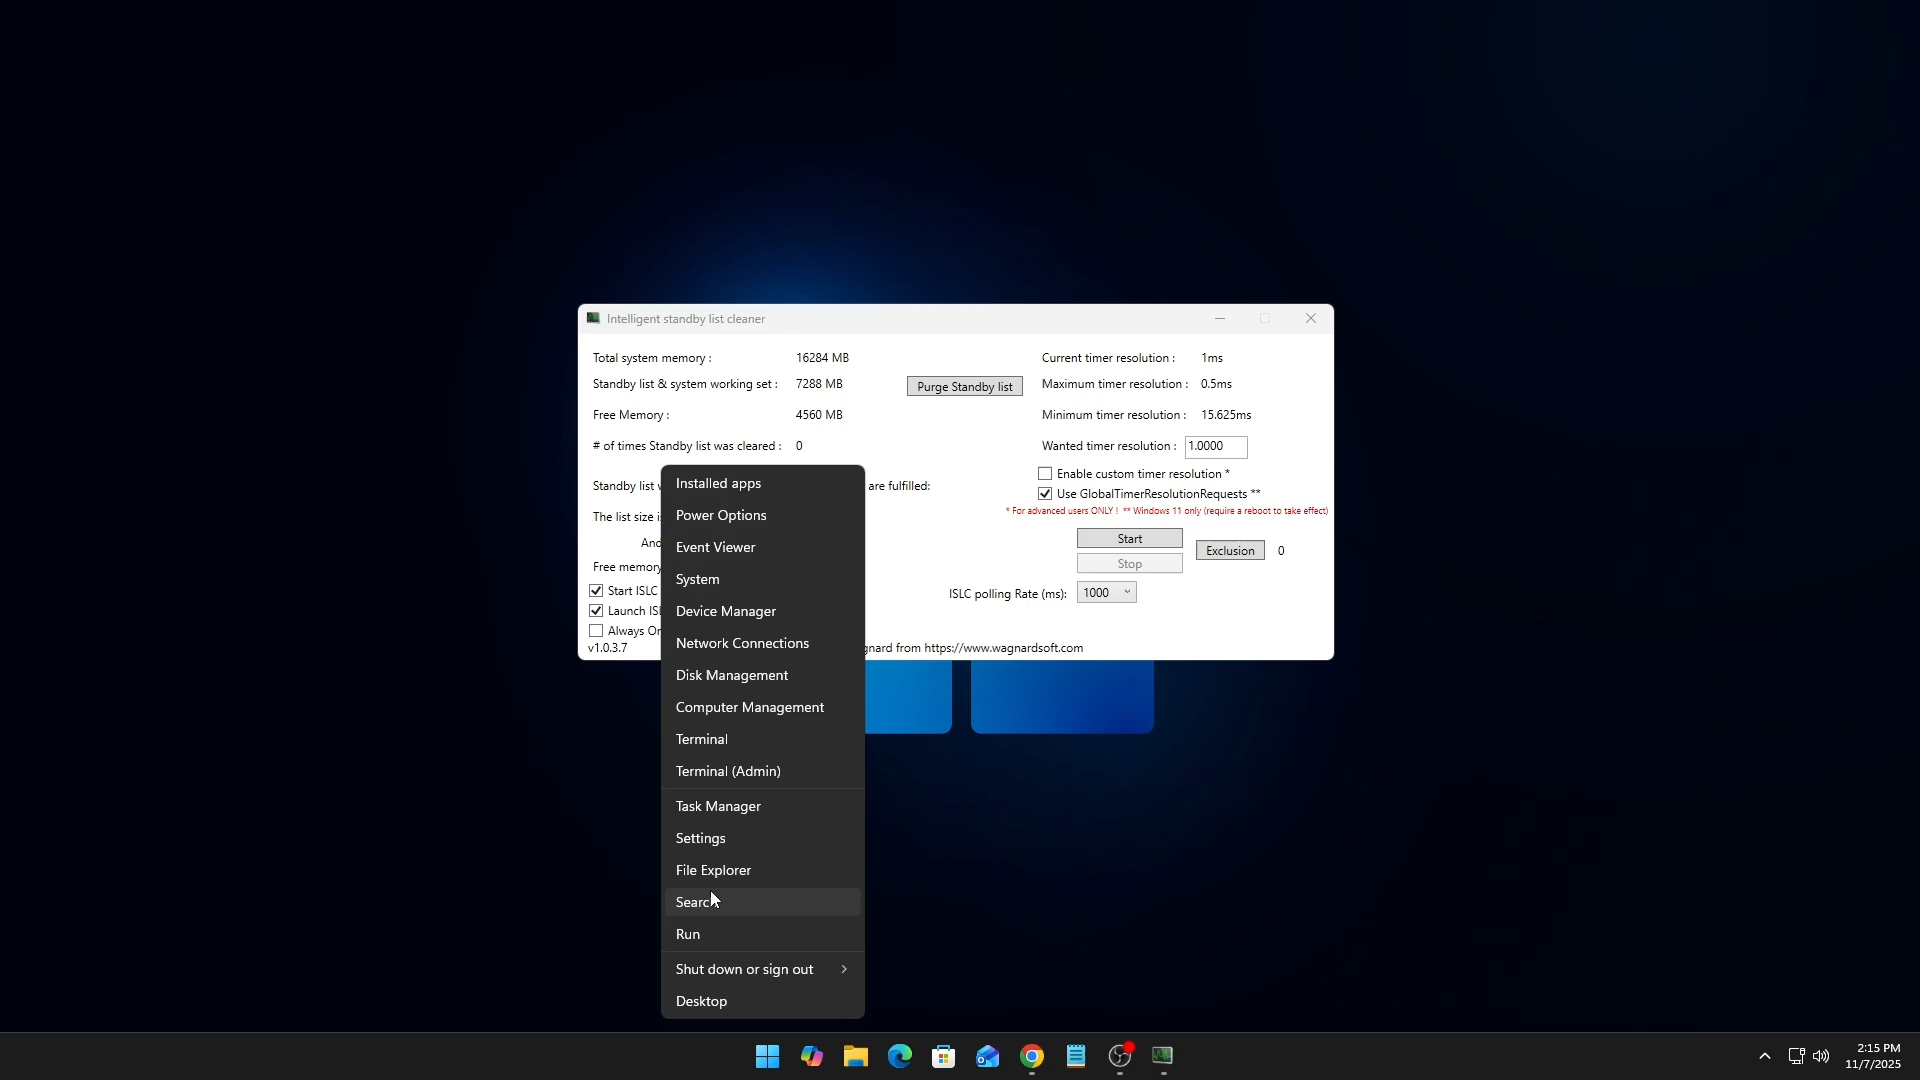 Intelligent standby list cleaner
Total system memory : 16284 MB
Standby list & system working set : 7288 MB
Purge Standby list
Free Memory : 4560 MB
# of times Standby list was cleared : 0
Current timer resolution : 1ms
Maximum timer resolution : 0.5ms
Minimum timer resolution : 15.625ms
Wanted timer resolution : 1.0000
Enable custom timer resolution *
Use GlobalTimerResolutionRequests **
* For advanced users ONLY ! ** Windows 11 only (require a reboot to take effect)
Standby list
are fulfilled:
The list size
Free memory
Start ISLC
Launch
Always
v1.0.3.7
from https://www.wagnardsoft.com
Start
Stop
Exclusion 0
ISLC polling Rate (ms): 1000
Installed apps
Power Options
Event Viewer
System
Device Manager
Network Connections
Disk Management
Computer Management
Terminal
Terminal (Admin)
Task Manager
Settings
File Explorer
Search
Run
Shut down or sign out
Desktop
2:15 PM
11/7/2025